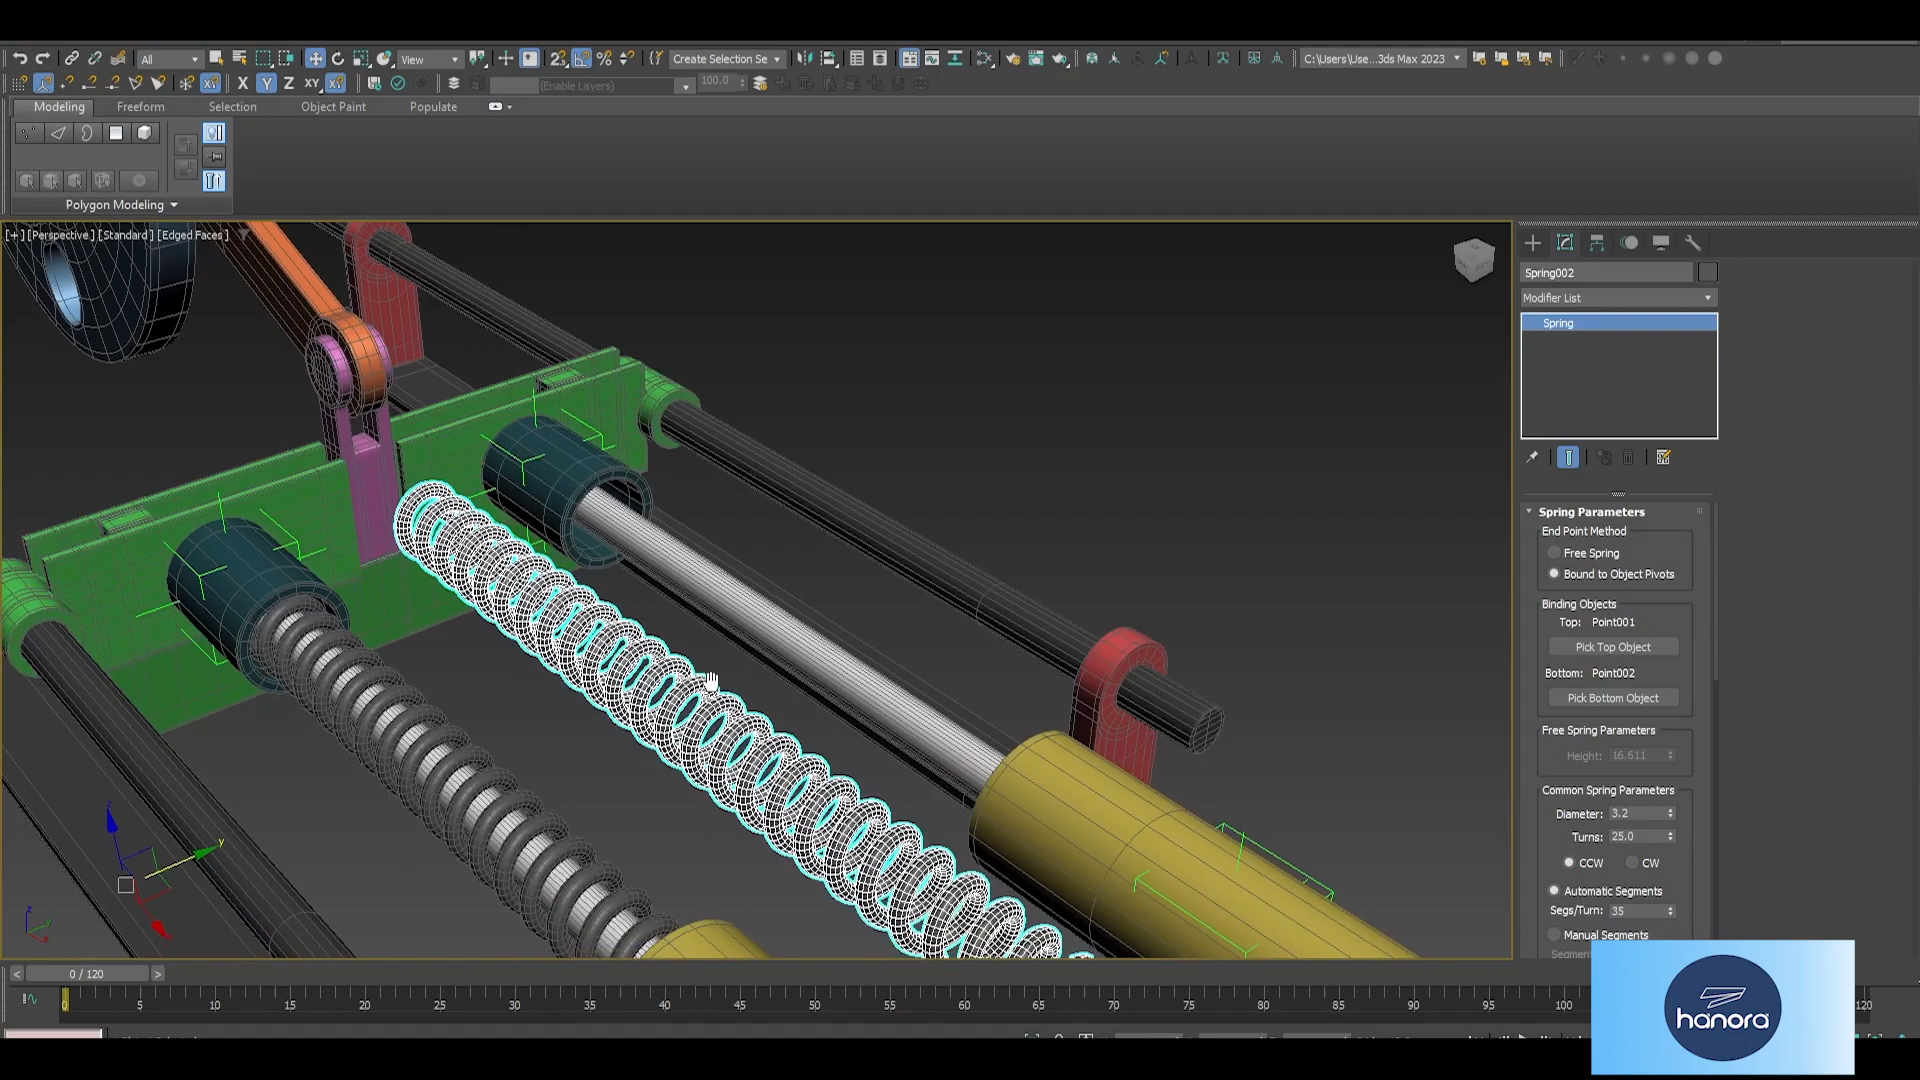 All
View
Create Selection Se
C:\Users\Use...3ds Max 2023
X Y Z XY
(Enable Layers)
100.0
Modeling Freeform Selection Object Paint Populate
Polygon Modeling
[+] [Perspective] [Standard] [Edged Faces]
Spring002
Modifier List
Spring
Spring Parameters
End Point Method
Free Spring
Bound to Object Pivots
Binding Objects
Top: Point001
Pick Top Object
Bottom: Point002
Pick Bottom Object
Free Spring Parameters
Height: 16.611
Common Spring Parameters
Diameter: 3.2
Turns: 25.0
CCW CW
Automatic Segments
Segs/Turn: 35
Manual Segments
z
y
z
x
< 0 / 120 >
0 5 10 15 20 25 30 35 40 45 50 55 60 65 70 75 80 85 90 95 100 120
hanora